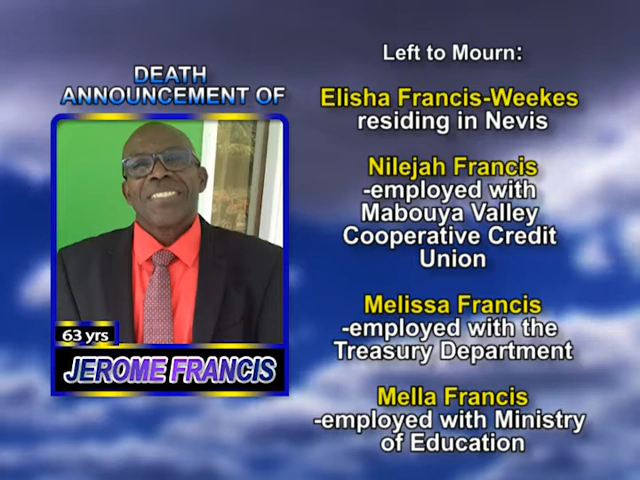 DEATH
ANNOUNCEMENT OF
63 yrs
JEROME FRANCIS
Left to Mourn:
Elisha Francis-Weekes
residing in Nevis
Nilejah Francis
-employed with
Mabouya Valley
Cooperative Credit
Union
Melissa Francis
-employed with the
Treasury Department
Mella Francis
-employed with Ministry
of Education